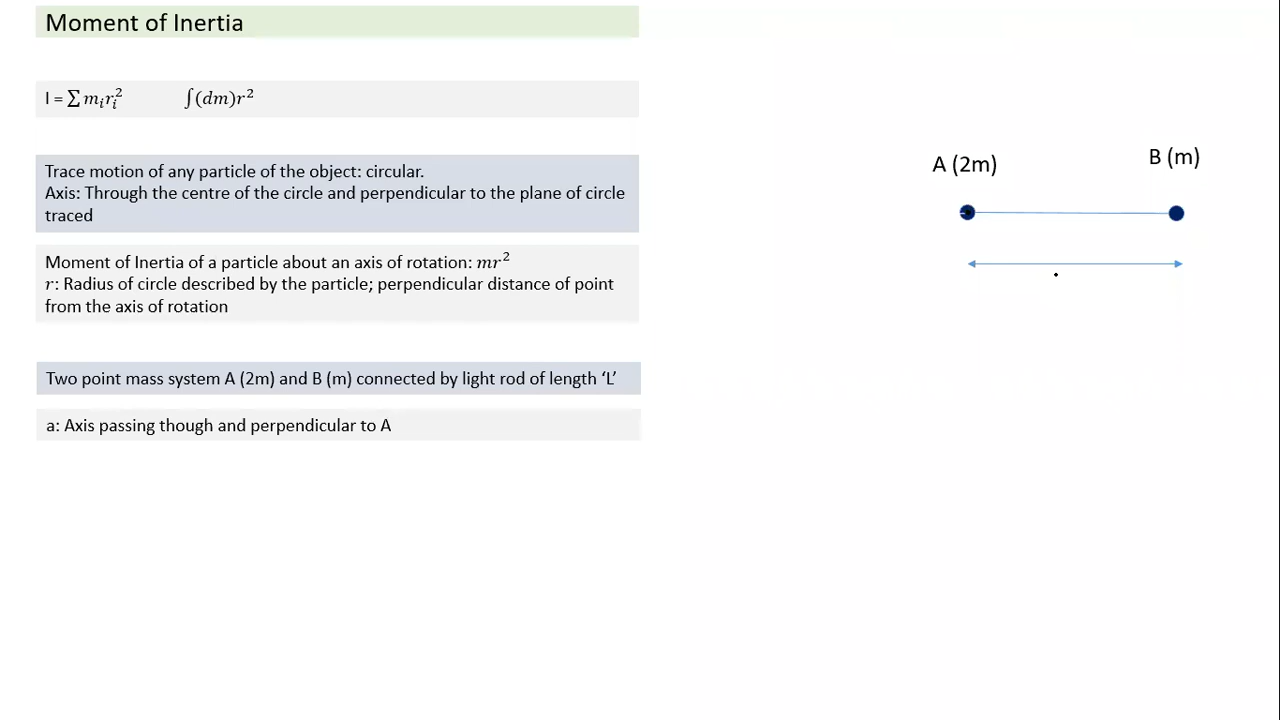 Moment of Inertia
I = ∑ mᵢrᵢ² ∫(dm)r²
Trace motion of any particle of the object: circular.
Axis: Through the centre of the circle and perpendicular to the plane of circle
traced
Moment of Inertia of a particle about an axis of rotation: mr²
r: Radius of circle described by the particle; perpendicular distance of point
from the axis of rotation
Two point mass system A (2m) and B (m) connected by light rod of length ‘L’
a: Axis passing though and perpendicular to A
A (2m)
B (m)